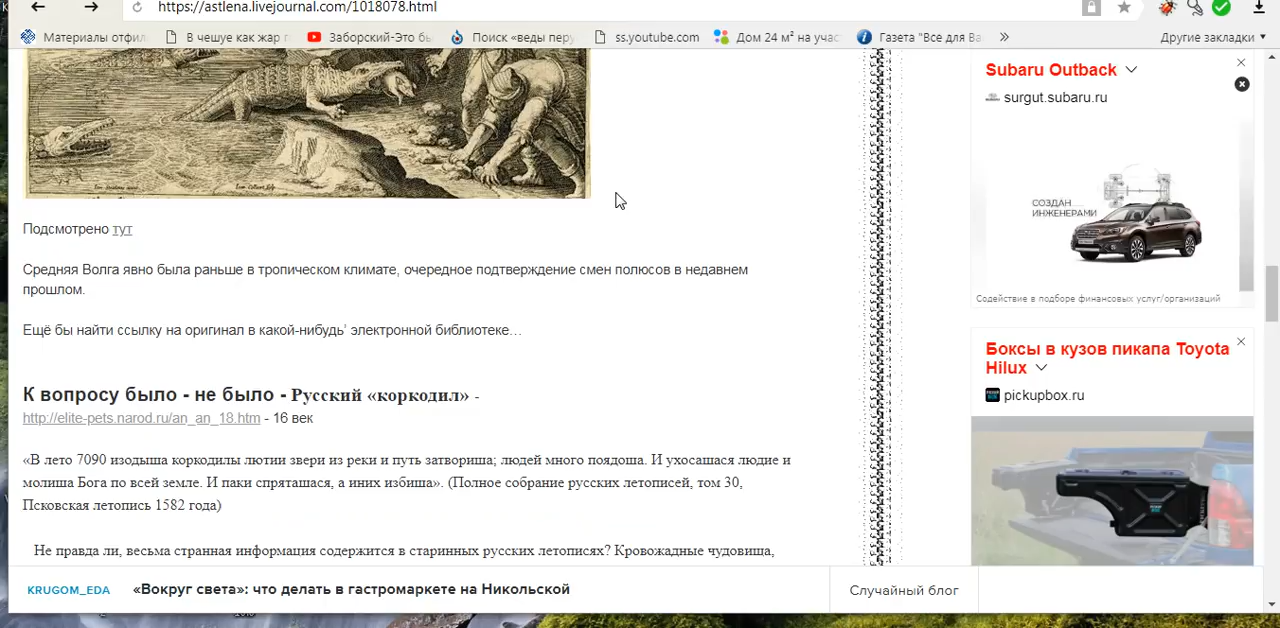 https://astlena.livejournal.com/1018078.html
Материалы отфил
В чешуе как жар г
Заборский-Это бы
Поиск «веды перу
ss.youtube.com
Дом 24 м² на учас
Газета "Все для Ва
»
Другие закладки
Подсмотрено тут
Средняя Волга явно была раньше в тропическом климате, очередное подтверждение смен полюсов в недавнем
прошлом.
Ещё бы найти ссылку на оригинал в какой-нибудь' электронной библиотеке…
К вопросу было - не было - Русский «коркодил» -
http://elite-pets.narod.ru/an_an_18.htm - 16 век
«В лето 7090 изодыша коркодилы лютии звери из реки и путь затвориша; людей много поядоша. И ухосашася людие и
молиша Бога по всей земле. И паки спряташася, а иних избиша». (Полное собрание русских летописей, том 30,
Псковская летопись 1582 года)
Не правда ли, весьма странная информация содержится в старинных русских летописях? Кровожадные чудовища,
Subaru Outback
surgut.subaru.ru
СОЗДАН
ИНЖЕНЕРАМИ
Содействие в подборе финансовых услуг/организаций
Боксы в кузов пикапа Toyota
Hilux
pickupbox.ru
KRUGOM_EDA
«Вокруг света»: что делать в гастромаркете на Никольской
Случайный блог